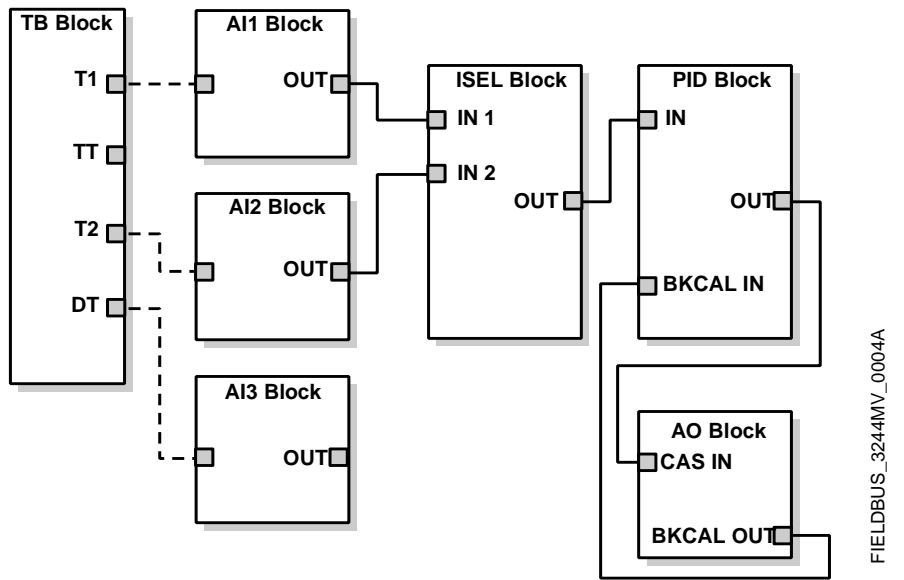 TB Block
T1
TT
T2
DT
AI1 Block
OUT
AI2 Block
OUT
AI3 Block
OUT
ISEL Block
IN 1
IN 2
OUT
PID Block
IN
OUT
BKCAL IN
AO Block
CAS IN
BKCAL OUT
FIELDBUS_3244MV_0004A